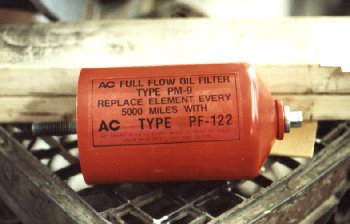 AC FULL FLOW OIL FILTER
TYPE PM-9
REPLACE ELEMENT EVERY
5000 MILES WITH
AC TYPE PF-122